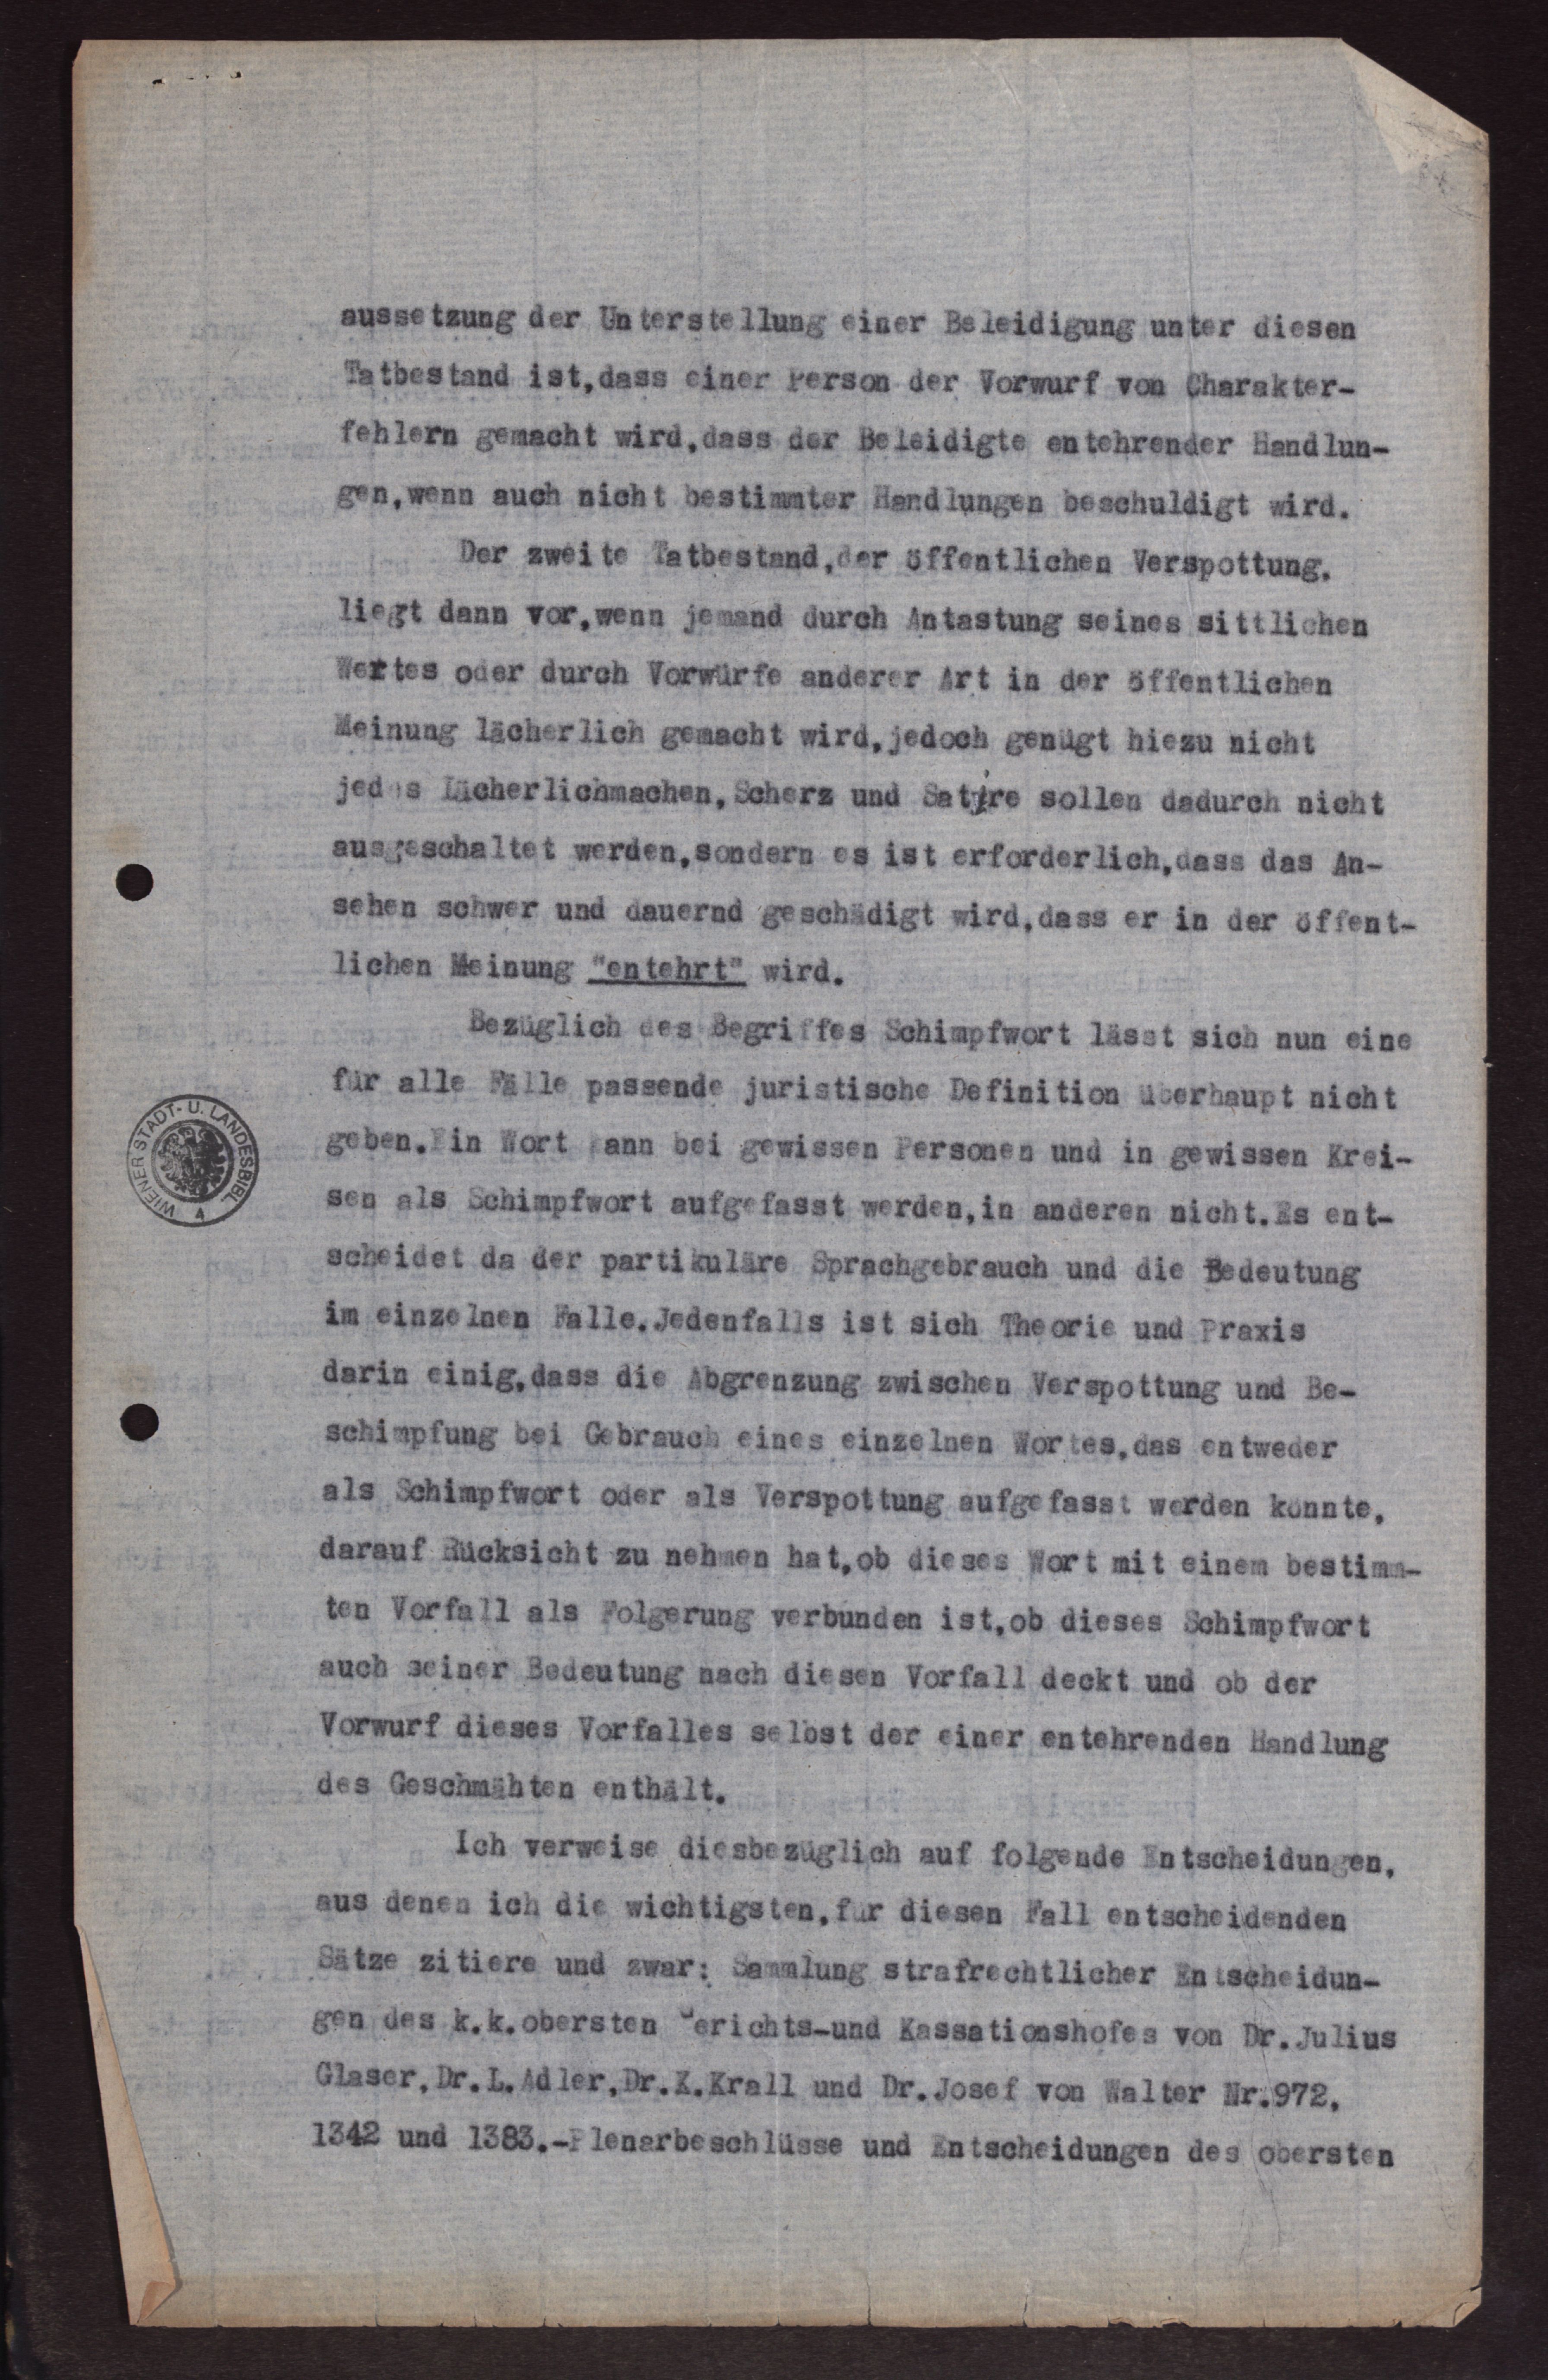 aussetzung der Unterstellung einer Beleidigung unter diesen
Tatbestand ist,dass einer Person der Vorwurf von Charakter-
fehlern gemacht wird,dass der Beleidigte entehrender Handlun-
gen,wenn auch nicht bestimmter Handlungen beschuldigt wird.
Der zweite Tatbestand,der öffentlichen Verspottung,
liegt dann vor,wenn jemand durch Antastung seines sittlichen
Wertes oder durch Vorwürfe anderer Art in der öffentlichen
Meinung lächerlich gemacht wird,jedoch genügt hiezu nicht
jedes Lächerlichmachen,Scherz und Satire sollen dadurch nicht
ausgeschaltet werden,sondern es ist erforderlich,dass das An-
sehen schwer und dauernd geschädigt wird,dass er in der öffent-
lichen Meinung "entehrt" wird.
Bezüglich des Begriffes Schimpfwort lässt sich nun eine
für alle Fälle passende juristische Definition überhaupt nicht
geben.Ein Wort kann bei gewissen Personen und in gewissen Krei-
sen als Schimpfwort aufgefasst werden,in anderen nicht.Es ent-
scheidet da der partikuläre Sprachgebrauch und die Bedeutung
im einzelnen Falle.Jedenfalls ist sich Theorie und Praxis
darin einig,dass die Abgrenzung zwischen Verspottung und Be-
schimpfung bei Gebrauch eines einzelnen Wortes,das entweder
als Schimpfwort oder als Verspottung aufgefasst werden könnte,
darauf Rücksicht zu nehmen hat,ob dieses Wort mit einem bestimm-
ten Vorfall als Folgerung verbunden ist,ob dieses Schimpfwort
auch seiner Bedeutung nach diesen Vorfall deckt und ob der
Vorwurf dieses Vorfalles selbst der einer entehrenden Handlung
des Geschmähten enthält.
Ich verweise diesbezüglich auf folgende Entscheidungen,
aus denen ich die wichtigsten,für diesen Fall entscheidenden
Sätze zitiere und zwar: Sammlung strafrechtlicher Entscheidun-
gen des k.k.obersten Gerichts-und Kassationshofes von Dr.Julius
Glaser,Dr.L.Adler,Dr.K.Krall und Dr.Josef von Walter Nr.972,
1342 und 1383.-Plenarbeschlüsse und Entscheidungen des obersten
WIENER STADT- U. LANDESBIBL.